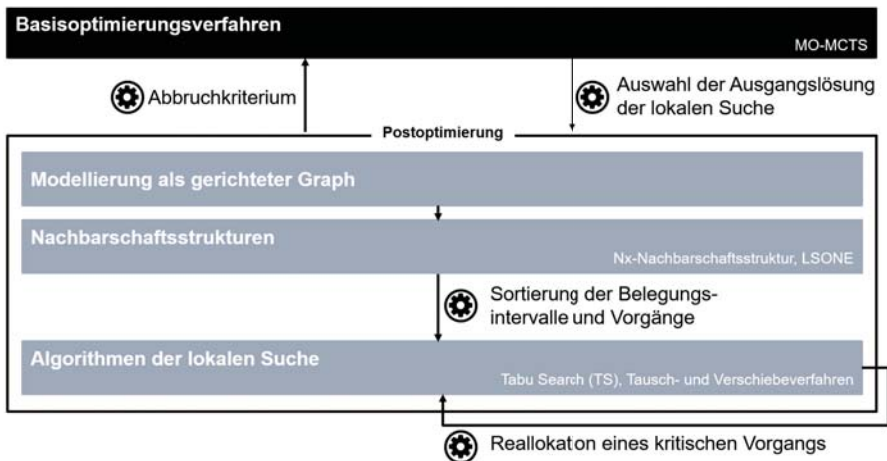 Basisoptimierungsverfahren
MO-MCTS
Abbruchkriterium
Auswahl der Ausgangslösung
der lokalen Suche
Postoptimierung
Modellierung als gerichteter Graph
Nachbarschaftsstrukturen
Nx-Nachbarschaftsstruktur, LSONE
Sortierung der Belegungs-
intervalle und Vorgänge
Algorithmen der lokalen Suche
Tabu Search (TS), Tausch- und Verschiebeverfahren
Reallokaton eines kritischen Vorgangs